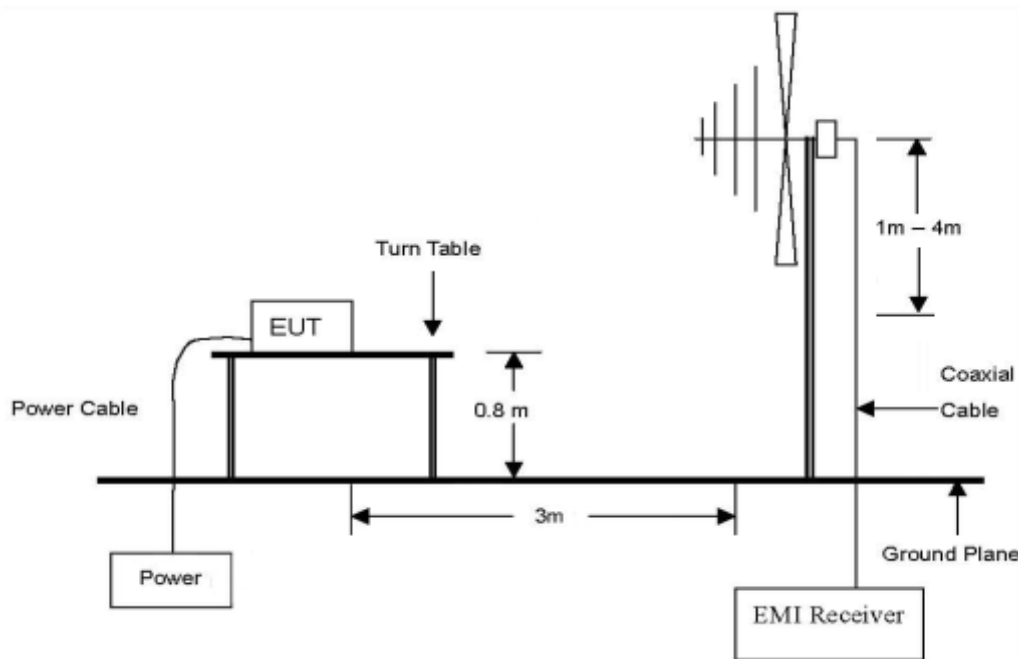 1m – 4m
Turn Table
EUT
0.8 m
Coaxial
Cable
Power Cable
3m
Ground Plane
Power
EMI Receiver